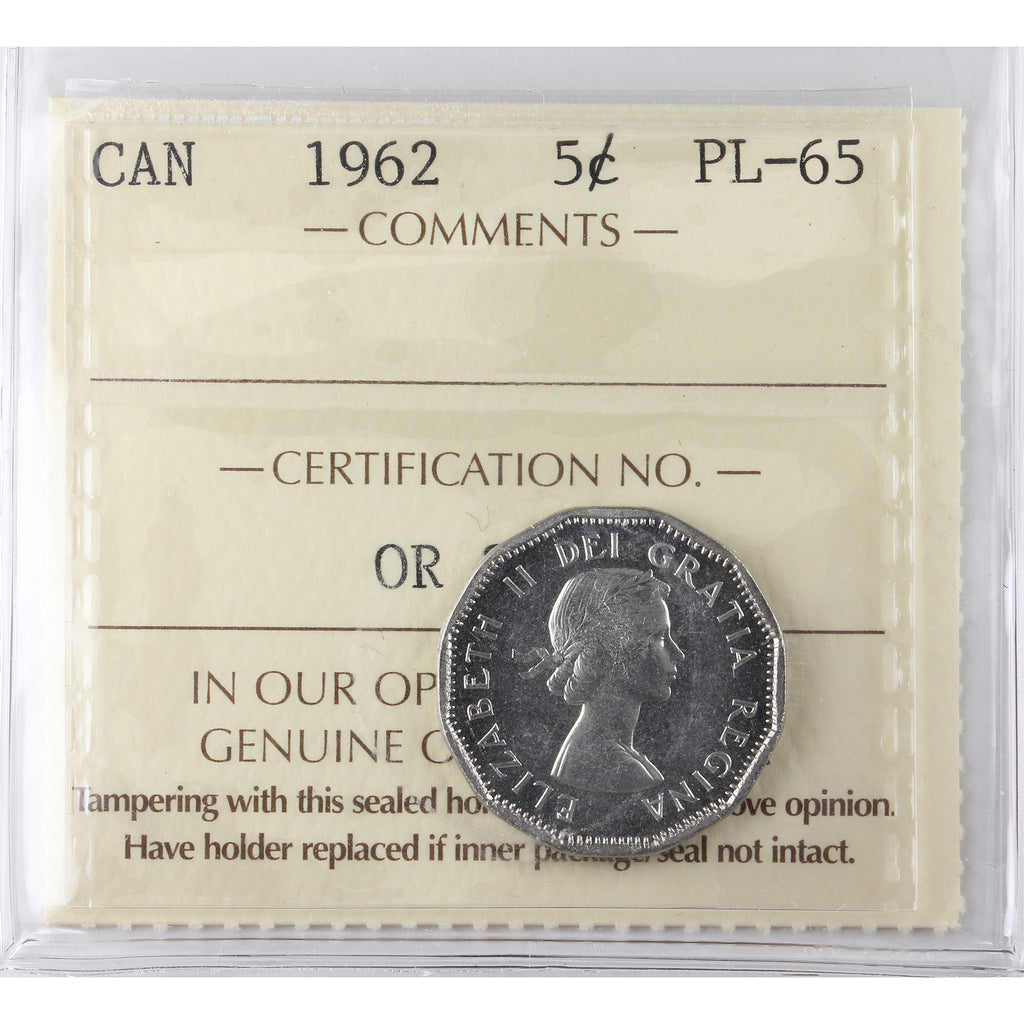 CAN 1962 5¢ PL-65
— COMMENTS —
— CERTIFICATION NO. —
OR
IN OUR OP
GENUINE
Tampering with this sealed ove opinion.
Have holder replaced if inner package/seal not intact.
ELIZABETH II DEI GRATIA REGINA